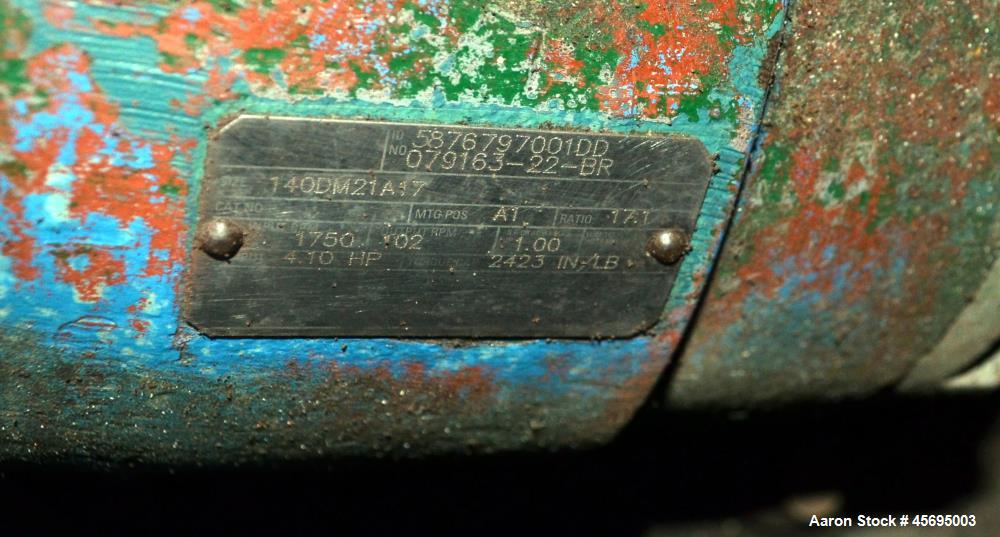 ID NO 5876797001DD
079163-22-BR
140DM21A17
CAT NO MTG POS A1 RATIO 17.1
1750 102 1.00
4.10 HP 2423 IN-LB
Aaron Stock # 45695003